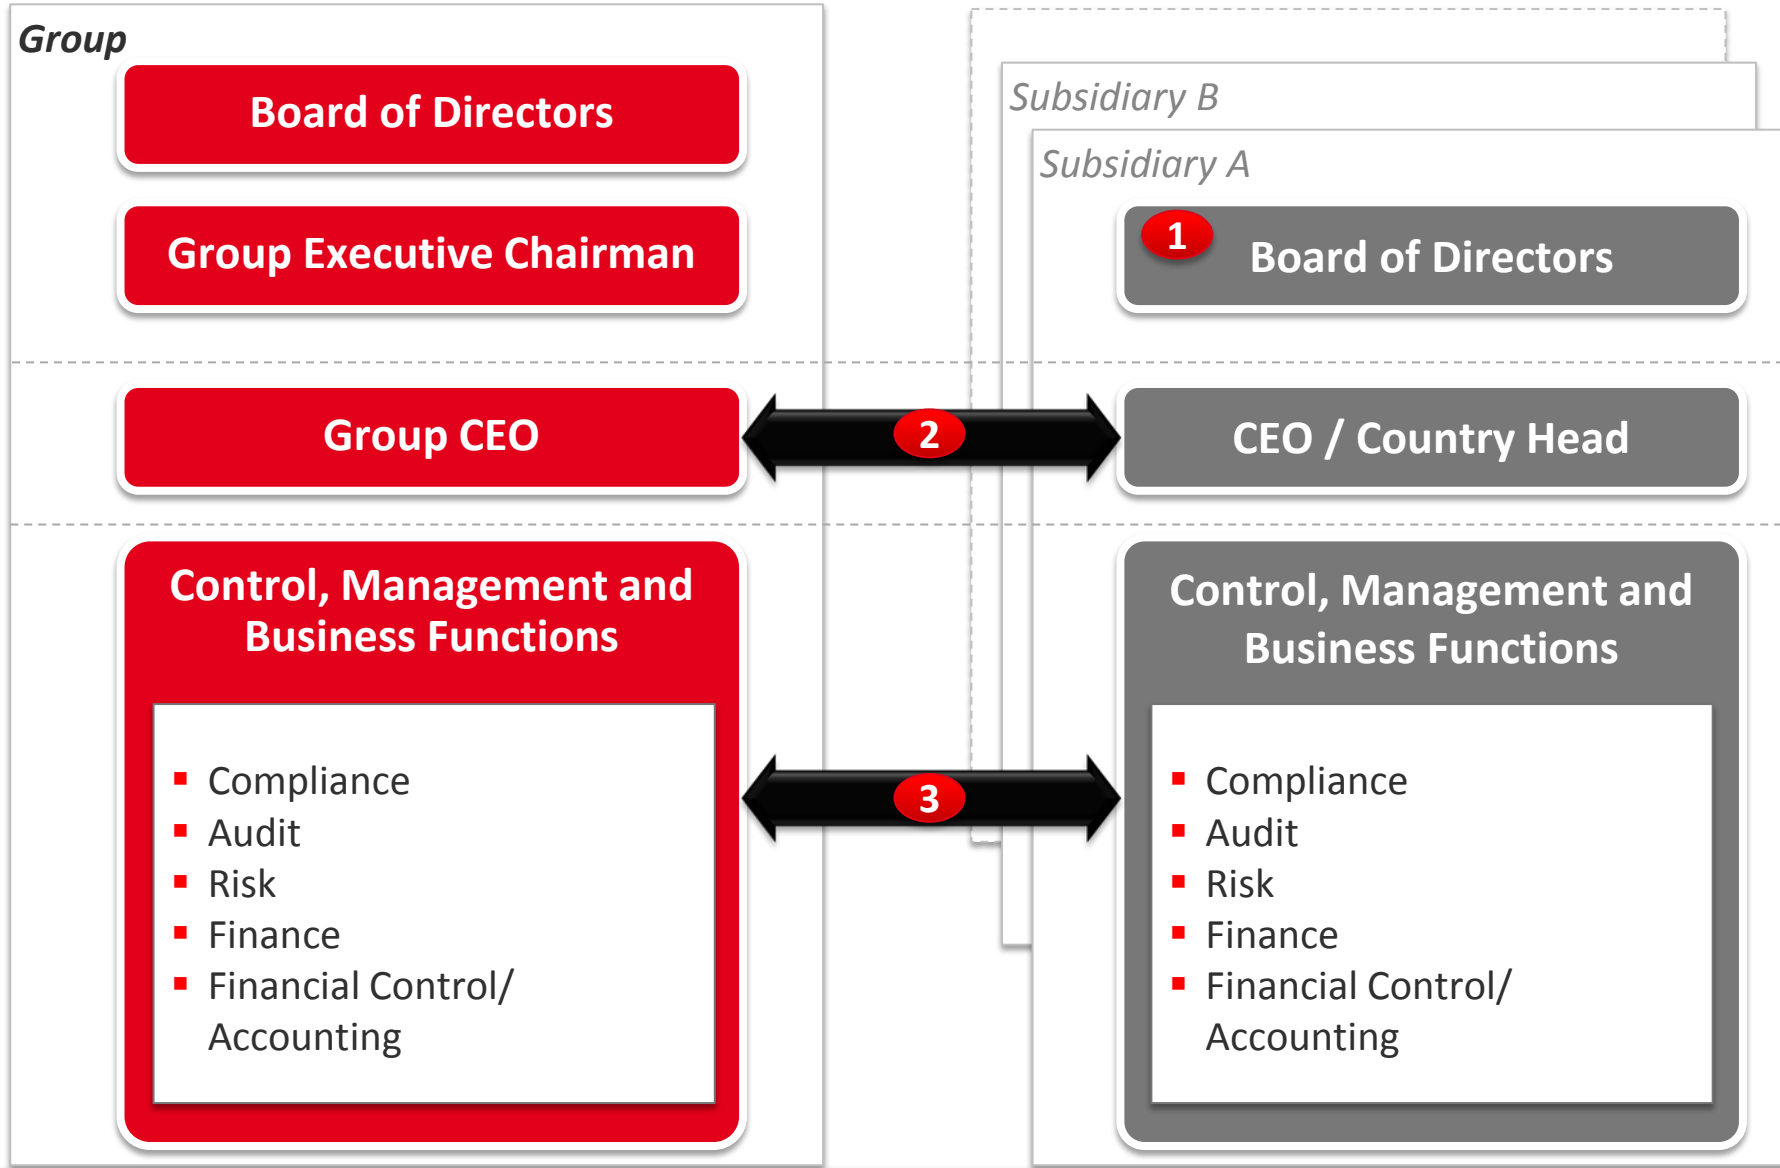 Group
Board of Directors
Group Executive Chairman
Group CEO
Control, Management and
Business Functions
Compliance
Audit
Risk
Finance
Financial Control/
Accounting
2
3
Subsidiary B
Subsidiary A
1
Board of Directors
CEO / Country Head
Control, Management and
Business Functions
Compliance
Audit
Risk
Finance
Financial Control/
Accounting